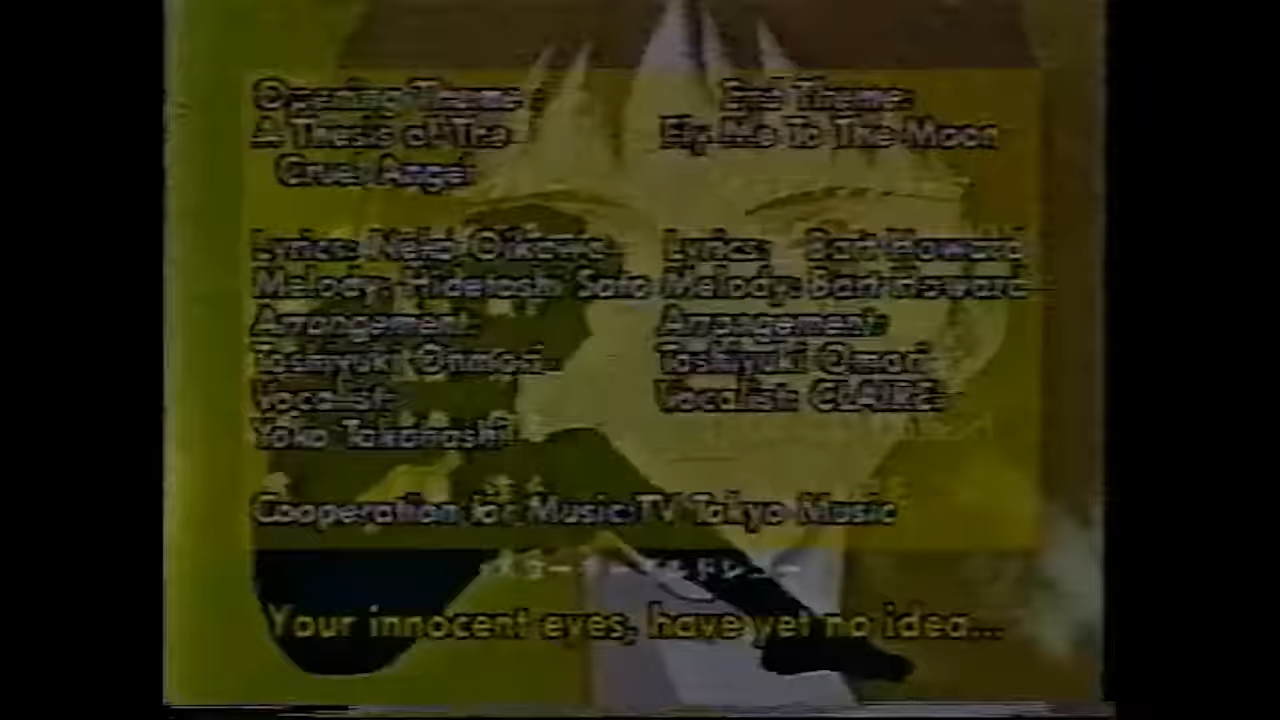 Opening Theme:
A Thesis of The
Cruel Angel
Lyrics: Neko Oikawa
Melody: Hidetoshi Sato
Arrangement:
Toshiyuki Ohmori
Vocalist:
Yoko Takahashi
End Theme:
Fly Me To The Moon
Lyrics: Bart Howard
Melody: Bart Howard
Arrangement:
Toshiyuki Omori
Vocalist: CLAIRE
Cooperation for Music:TV Tokyo Music
Your innocent eyes, have yet no idea...